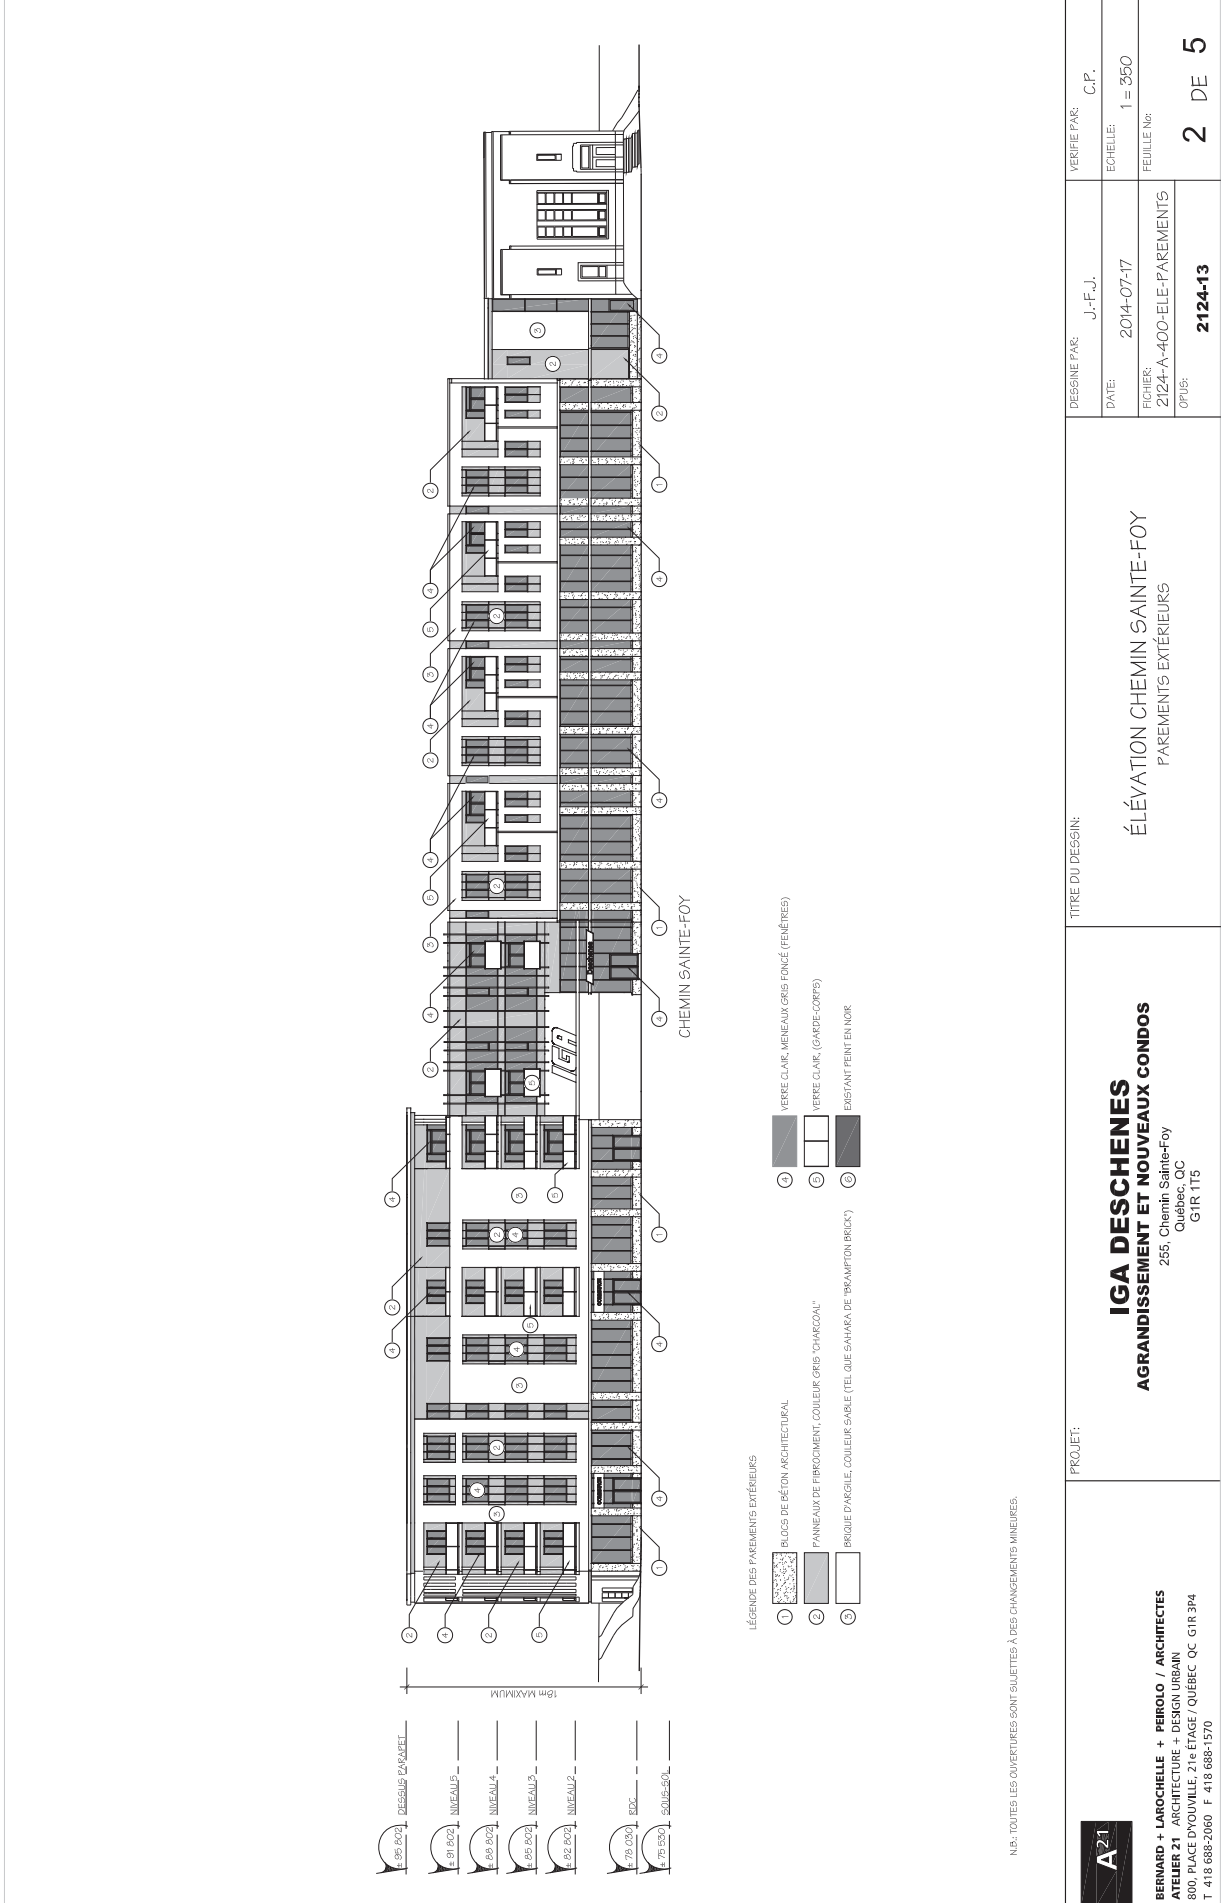 ± 95 802 DESSUS PARAPET
± 91 802 NIVEAU 5
± 88 802 NIVEAU 4
± 85 802 NIVEAU 3
± 82 802 NIVEAU 2
± 78 030 RDC
± 75 530 SOUS-SOL
18m MAXIMUM
IGA
Deschenes
CHEMIN SAINTE-FOY
LÉGENDE DES PAREMENTS EXTÉRIEURS
1 BLOCS DE BÉTON ARCHITECTURAL
2 PANNEAUX DE FIBROCIMENT, COULEUR GRIS "CHARCOAL"
3 BRIQUE D'ARGILE, COULEUR SABLE (TEL QUE SAHARA DE "BRAMPTON BRICK")
4 VERRE CLAIR, MENEAUX GRIS FONCÉ (FENÊTRES)
5 VERRE CLAIR, (GARDE-CORPS)
6 EXISTANT PEINT EN NOIR
N.B.: TOUTES LES OUVERTURES SONT SUJETTES À DES CHANGEMENTS MINEURES.
A21
BERNARD + LAROCHELLE + PEIROLO / ARCHITECTES
ATELIER 21 ARCHITECTURE + DESIGN URBAIN
800, PLACE D'YOUVILLE, 21e ÉTAGE / QUÉBEC QC G1R 3P4
T 418 688-2060 F 418 688-1570
PROJET:
IGA DESCHENES
AGRANDISSEMENT ET NOUVEAUX CONDOS
255, Chemin Sainte-Foy
Québec, QC
G1R 1T5
TITRE DU DESSIN:
ÉLÉVATION CHEMIN SAINTE-FOY
PAREMENTS EXTÉRIEURS
DESSINE PAR:
J.-F.J.
DATE:
2014-07-17
FICHIER:
2124-A-400-ELE-PAREMENTS
OPUS:
2124-13
VERIFIE PAR:
C.P.
ECHELLE:
1 = 350
FEUILLE No:
2 DE 5